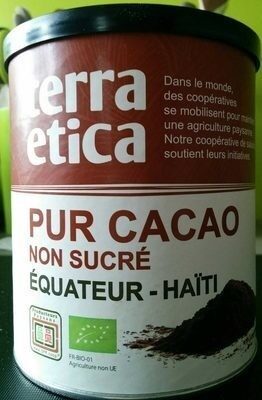 terra
etica
Dans le monde,
des coopératives
se mobilisent pour
une agriculture paysanne
Notre coopérative de
soutient leurs initiatives.
PUR CACAO
NON SUCRÉ
ÉQUATEUR - HAÏTI
FR-BIO-01
Agriculture non UE